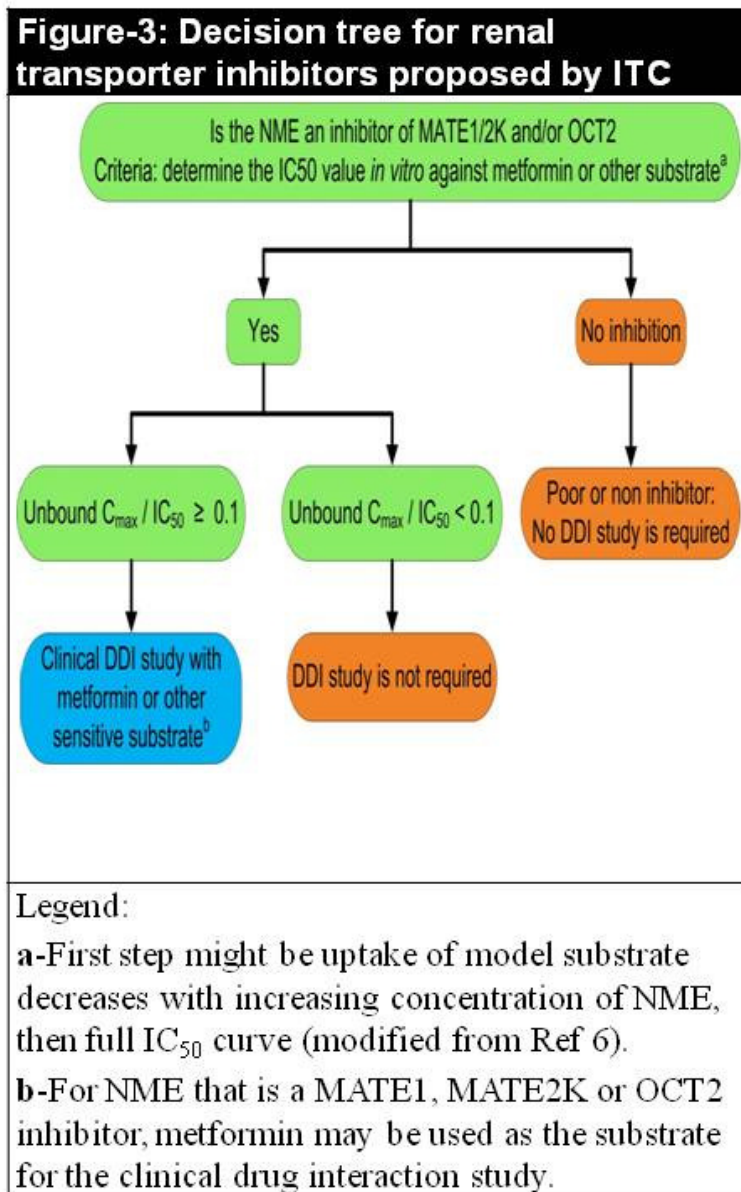 Figure-3: Decision tree for renal
transporter inhibitors proposed by ITC
Is the NME an inhibitor of MATE1/2K and/or OCT2
Criteria: determine the IC50 value in vitro against metformin or other substrateᵃ
Yes
No inhibition
Unbound Cmax / IC50 ≥ 0.1
Unbound Cmax / IC50 < 0.1
Poor or non inhibitor:
No DDI study is required
Clinical DDI study with
metformin or other
sensitive substrateᵇ
DDI study is not required
Legend:
a-First step might be uptake of model substrate
decreases with increasing concentration of NME,
then full IC50 curve (modified from Ref 6).
b-For NME that is a MATE1, MATE2K or OCT2
inhibitor, metformin may be used as the substrate
for the clinical drug interaction study.